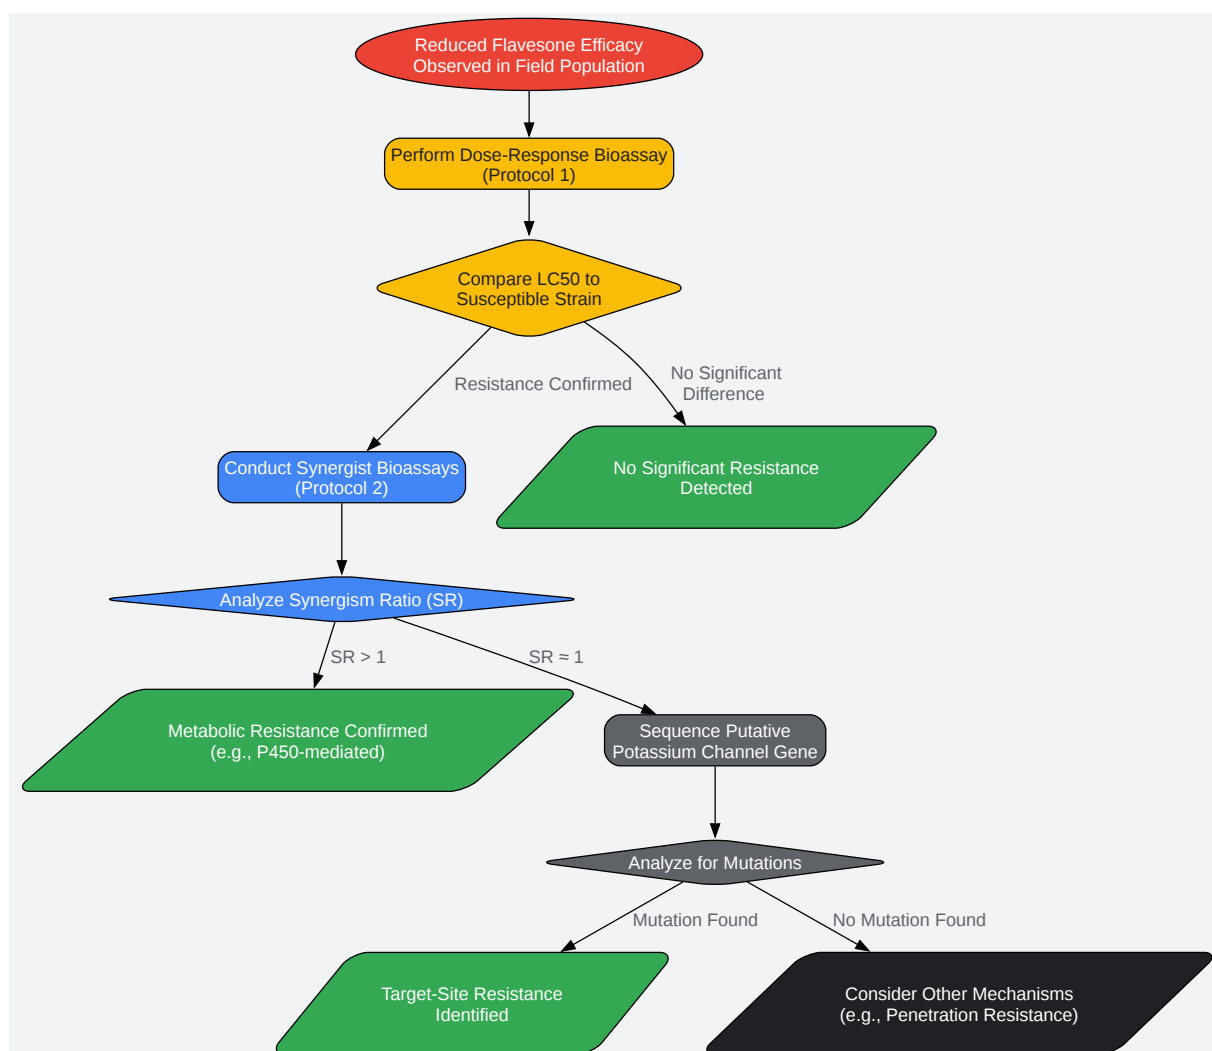 Reduced Flavesone Efficacy
Observed in Field Population
Perform Dose-Response Bioassay
(Protocol 1)
Compare LC50 to
Susceptible Strain
Resistance Confirmed
No Significant
Difference
Conduct Synergist Bioassays
(Protocol 2)
No Significant Resistance
Detected
Analyze Synergism Ratio (SR)
SR > 1
SR ≈ 1
Metabolic Resistance Confirmed
(e.g., P450-mediated)
Sequence Putative
Potassium Channel Gene
Analyze for Mutations
Mutation Found
No Mutation Found
Target-Site Resistance
Identified
Consider Other Mechanisms
(e.g., Penetration Resistance)